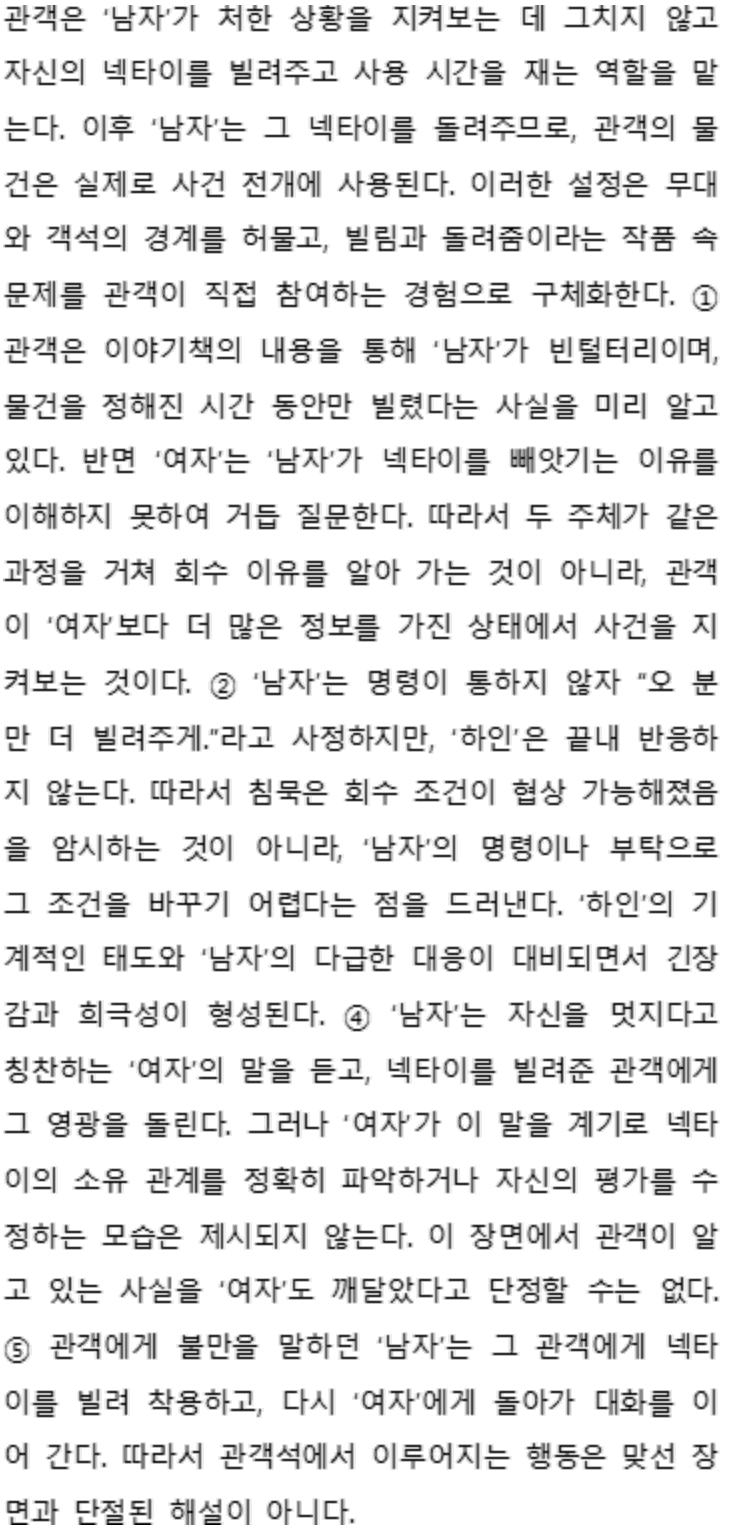 관객은 ‘남자’가 처한 상황을 지켜보는 데 그치지 않고
자신의 넥타이를 빌려주고 사용 시간을 재는 역할을 맡
는다. 이후 ‘남자’는 그 넥타이를 돌려주므로, 관객의 물
건은 실제로 사건 전개에 사용된다. 이러한 설정은 무대
와 객석의 경계를 허물고, 빌림과 돌려줌이라는 작품 속
문제를 관객이 직접 참여하는 경험으로 구체화한다. ①
관객은 이야기책의 내용을 통해 ‘남자’가 빈털터리이며,
물건을 정해진 시간 동안만 빌렸다는 사실을 미리 알고
있다. 반면 ‘여자’는 ‘남자’가 넥타이를 빼앗기는 이유를
이해하지 못하여 거듭 질문한다. 따라서 두 주체가 같은
과정을 거쳐 회수 이유를 알아 가는 것이 아니라, 관객
이 ‘여자’보다 더 많은 정보를 가진 상태에서 사건을 지
켜보는 것이다. ② ‘남자’는 명령이 통하지 않자 “오 분
만 더 빌려주게.”라고 사정하지만, ‘하인’은 끝내 반응하
지 않는다. 따라서 침묵은 회수 조건이 협상 가능해졌음
을 암시하는 것이 아니라, ‘남자’의 명령이나 부탁으로
그 조건을 바꾸기 어렵다는 점을 드러낸다. ‘하인’의 기
계적인 태도와 ‘남자’의 다급한 대응이 대비되면서 긴장
감과 희극성이 형성된다. ④ ‘남자’는 자신을 멋지다고
칭찬하는 ‘여자’의 말을 듣고, 넥타이를 빌려준 관객에게
그 영광을 돌린다. 그러나 ‘여자’가 이 말을 계기로 넥타
이의 소유 관계를 정확히 파악하거나 자신의 평가를 수
정하는 모습은 제시되지 않는다. 이 장면에서 관객이 알
고 있는 사실을 ‘여자’도 깨달았다고 단정할 수는 없다.
⑤ 관객에게 불만을 말하던 ‘남자’는 그 관객에게 넥타
이를 빌려 착용하고, 다시 ‘여자’에게 돌아가 대화를 이
어 간다. 따라서 관객석에서 이루어지는 행동은 맞선 장
면과 단절된 해설이 아니다.